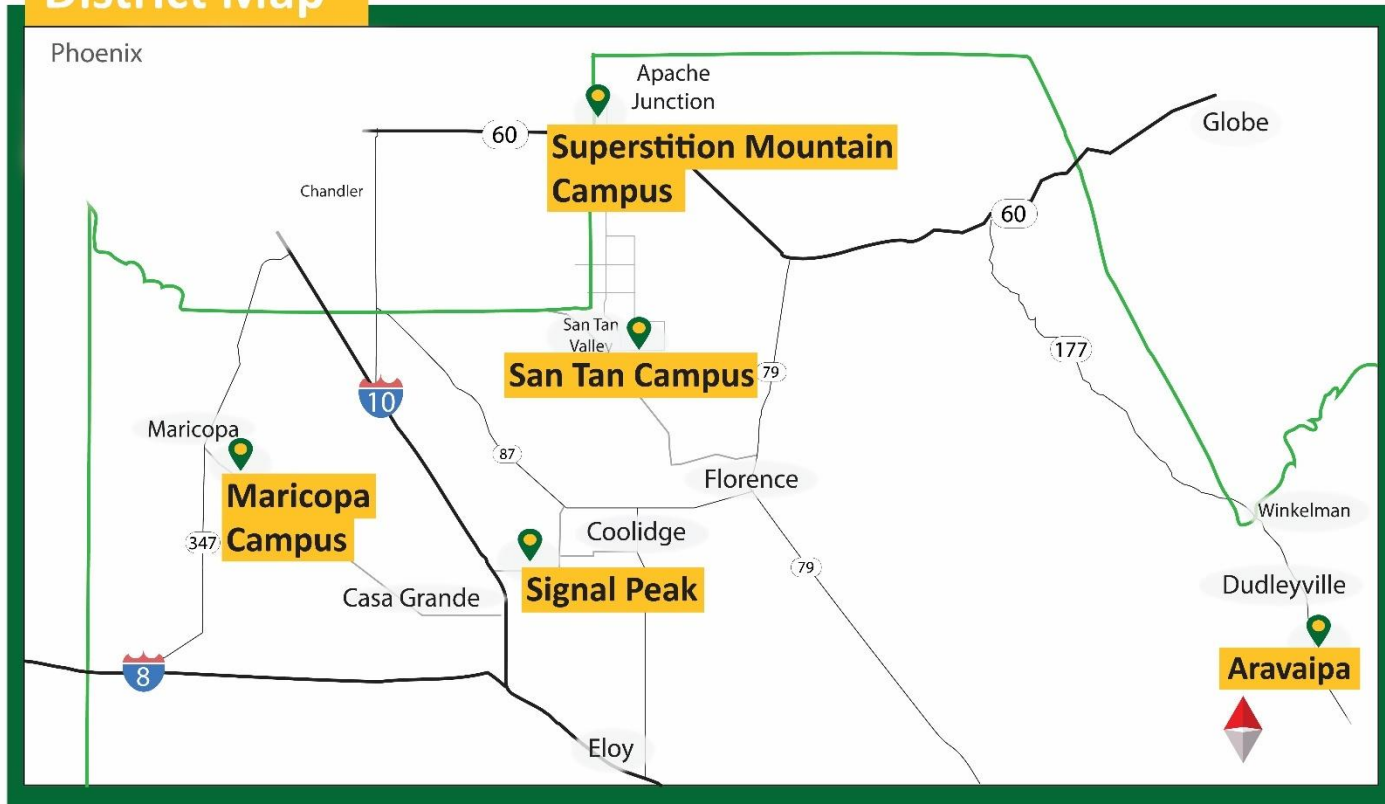 District Map
Phoenix
Apache
Junction
60
Globe
Superstition Mountain
Campus
Chandler
60
San Tan
Valley
177
San Tan Campus
79
10
Maricopa
87
Florence
Maricopa
Campus
Winkelman
347
Coolidge
79
Casa Grande
Signal Peak
Dudleyville
8
Aravaipa
Eloy